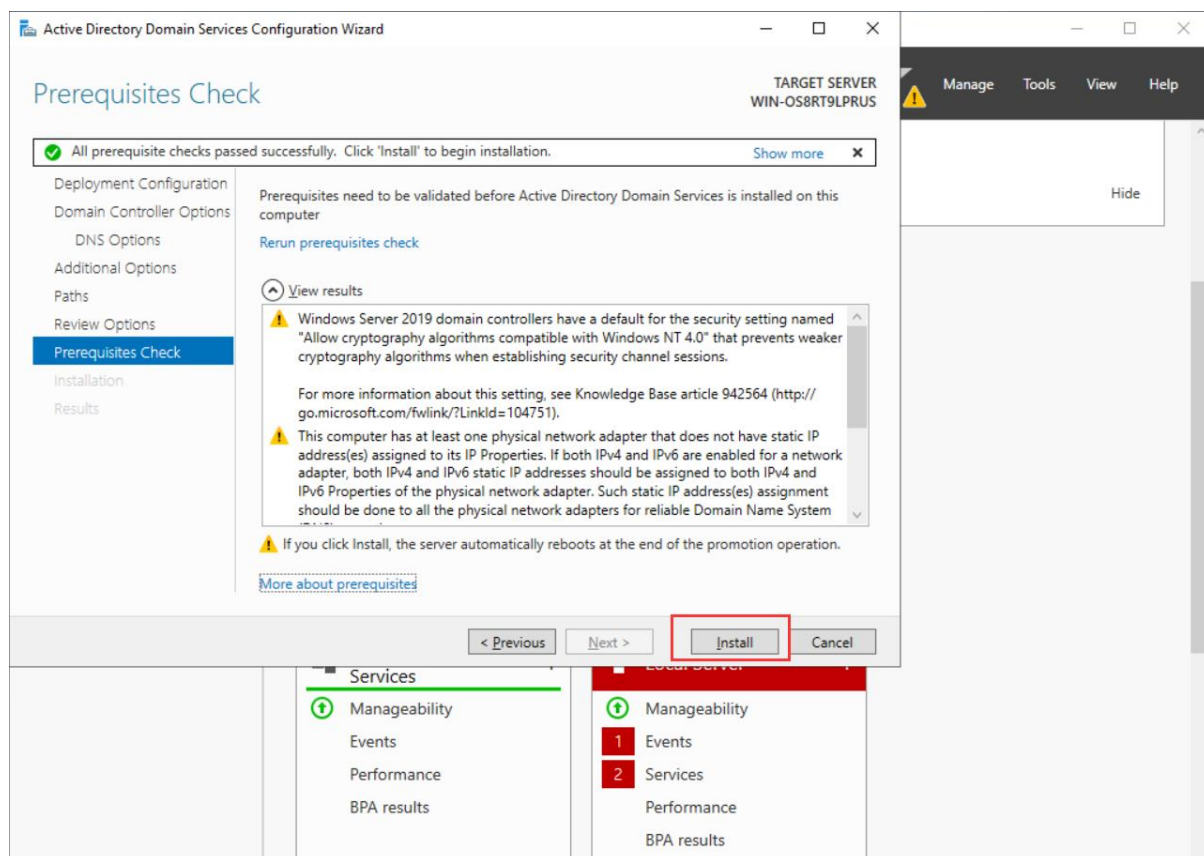 Active Directory Domain Services Configuration Wizard
Prerequisites Check
TARGET SERVER
WIN-OS8RT9LPRUS
Manage Tools View Help
All prerequisite checks passed successfully. Click 'Install' to begin installation.
Show more
Hide
Deployment Configuration
Domain Controller Options
DNS Options
Additional Options
Paths
Review Options
Prerequisites Check
Installation
Results
Prerequisites need to be validated before Active Directory Domain Services is installed on this
computer
Rerun prerequisites check
View results
Windows Server 2019 domain controllers have a default for the security setting named
"Allow cryptography algorithms compatible with Windows NT 4.0" that prevents weaker
cryptography algorithms when establishing security channel sessions.
For more information about this setting, see Knowledge Base article 942564 (http://
go.microsoft.com/fwlink/?LinkId=104751).
This computer has at least one physical network adapter that does not have static IP
address(es) assigned to its IP Properties. If both IPv4 and IPv6 are enabled for a network
adapter, both IPv4 and IPv6 static IP addresses should be assigned to both IPv4 and
IPv6 Properties of the physical network adapter. Such static IP address(es) assignment
should be done to all the physical network adapters for reliable Domain Name System
If you click Install, the server automatically reboots at the end of the promotion operation.
More about prerequisites
< Previous
Next >
Install
Cancel
Services
Manageability
Events
Performance
BPA results
Local Server
Manageability
1 Events
2 Services
Performance
BPA results